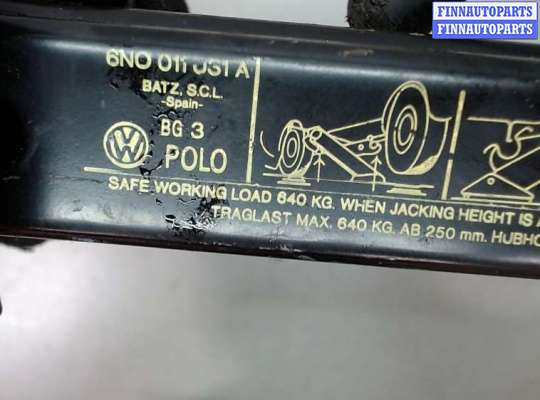 FINNAUTOPARTS
FINNAUTOPARTS
6N0 011 031 A
BATZ, S.C.L.
-Spain-
BG 3
POLO
SAFE WORKING LOAD 640 KG. WHEN JACKING HEIGHT IS
TRAGLAST MAX. 640 KG. AB 250 mm.